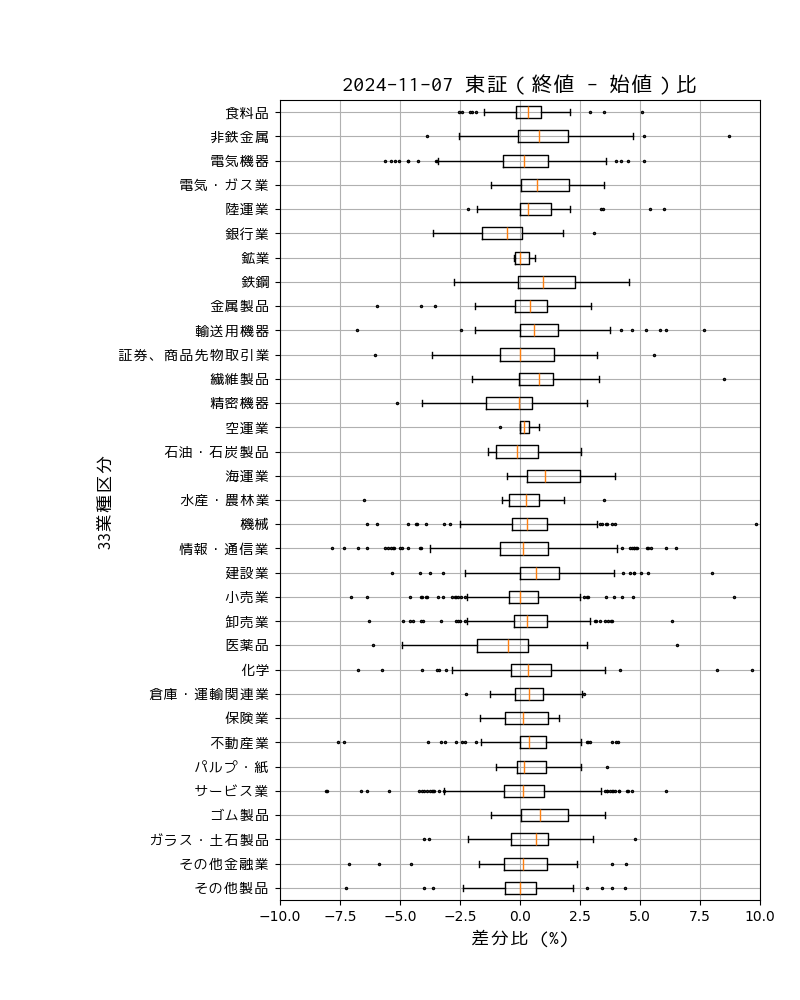 2024-11-07 東証（終値 - 始値）比
食料品
非鉄金属
電気機器
電気・ガス業
陸運業
銀行業
鉱業
鉄鋼
金属製品
輸送用機器
証券、商品先物取引業
繊維製品
精密機器
空運業
石油・石炭製品
海運業
水産・農林業
機械
情報・通信業
建設業
小売業
卸売業
医薬品
化学
倉庫・運輸関連業
保険業
不動産業
パルプ・紙
サービス業
ゴム製品
ガラス・土石製品
その他金融業
その他製品
33業種区分
−10.0 −7.5 −5.0 −2.5 0.0 2.5 5.0 7.5 10.0
差分比 (%)